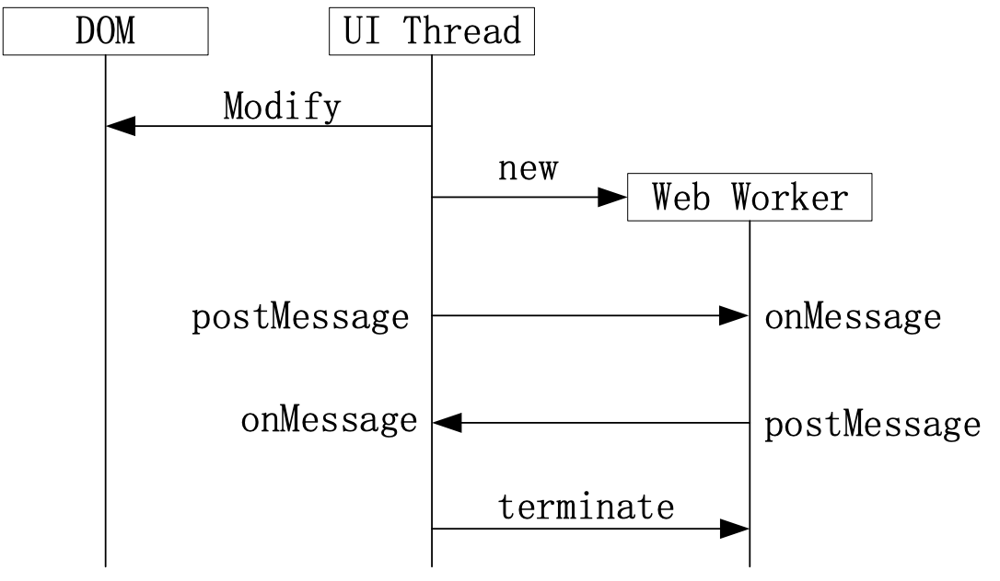 DOM
UI Thread
Modify
new
Web Worker
postMessage
onMessage
onMessage
postMessage
terminate